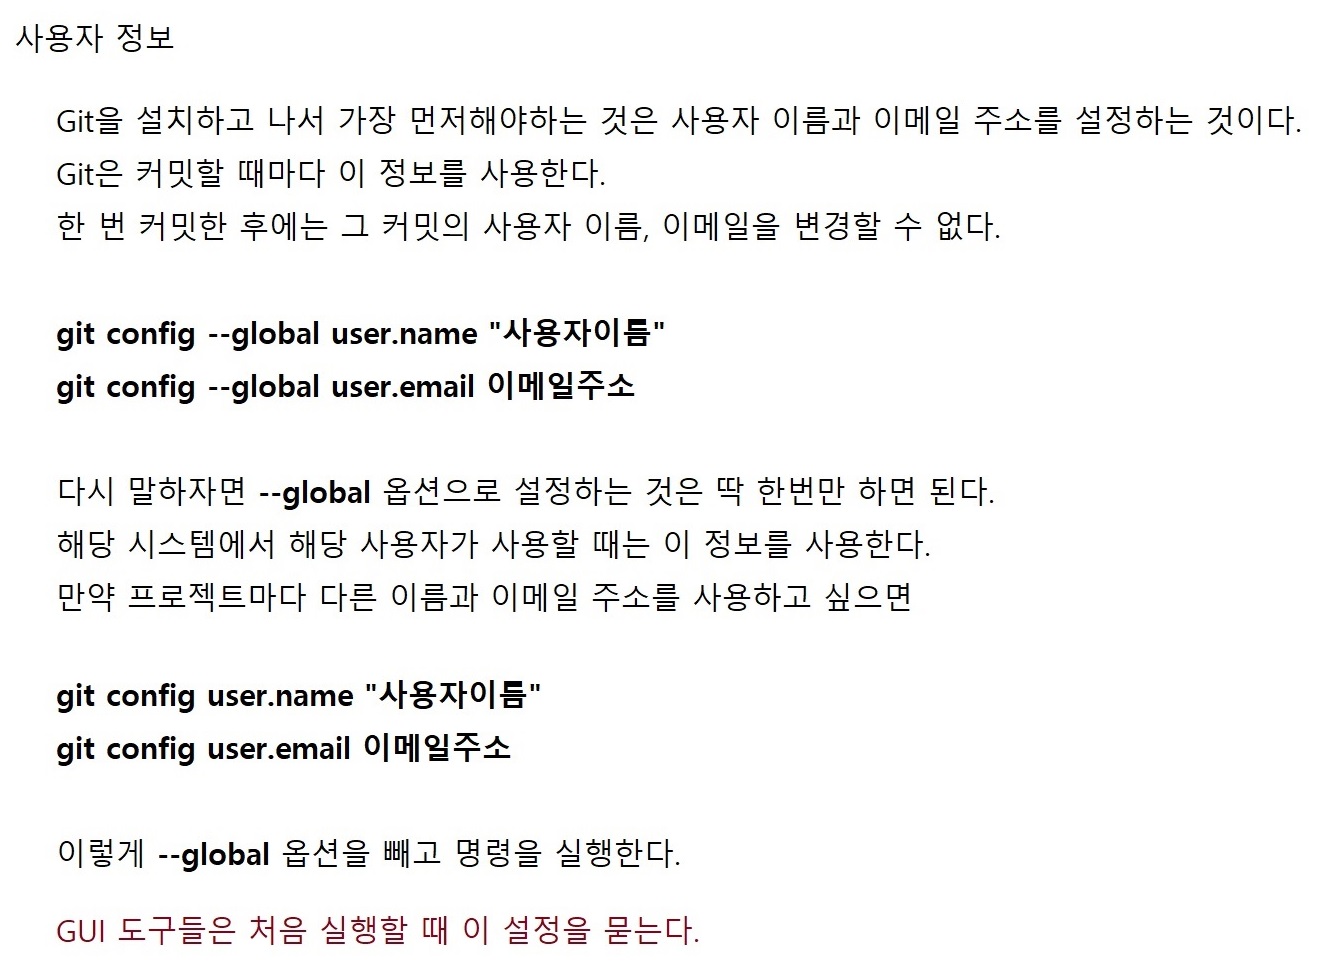 사용자 정보
Git을 설치하고 나서 가장 먼저해야하는 것은 사용자 이름과 이메일 주소를 설정하는 것이다.
Git은 커밋할 때마다 이 정보를 사용한다.
한 번 커밋한 후에는 그 커밋의 사용자 이름, 이메일을 변경할 수 없다.
git config --global user.name "사용자이름"
git config --global user.email 이메일주소
다시 말하자면 --global 옵션으로 설정하는 것은 딱 한번만 하면 된다.
해당 시스템에서 해당 사용자가 사용할 때는 이 정보를 사용한다.
만약 프로젝트마다 다른 이름과 이메일 주소를 사용하고 싶으면
git config user.name "사용자이름"
git config user.email 이메일주소
이렇게 --global 옵션을 빼고 명령을 실행한다.
GUI 도구들은 처음 실행할 때 이 설정을 묻는다.